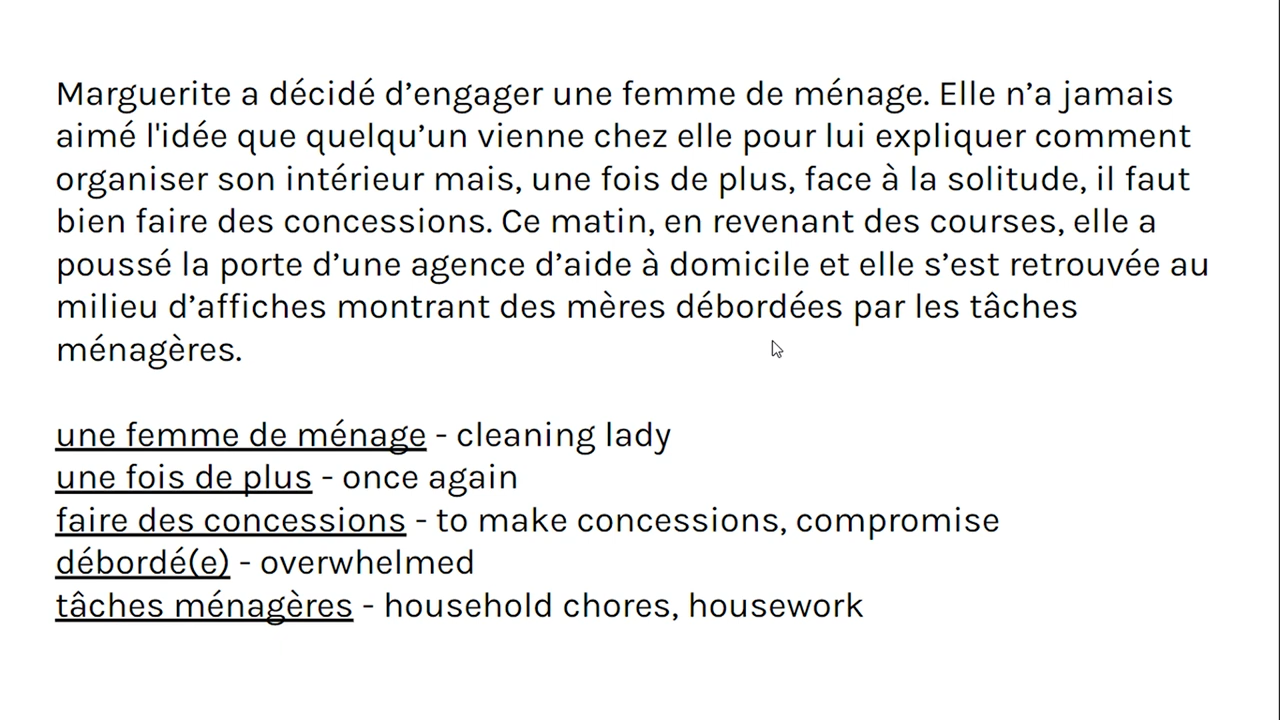 Marguerite a décidé d’engager une femme de ménage. Elle n’a jamais
aimé l'idée que quelqu’un vienne chez elle pour lui expliquer comment
organiser son intérieur mais, une fois de plus, face à la solitude, il faut
bien faire des concessions. Ce matin, en revenant des courses, elle a
poussé la porte d’une agence d’aide à domicile et elle s’est retrouvée au
milieu d’affiches montrant des mères débordées par les tâches
ménagères.
une femme de ménage - cleaning lady
une fois de plus - once again
faire des concessions - to make concessions, compromise
débordé(e) - overwhelmed
tâches ménagères - household chores, housework